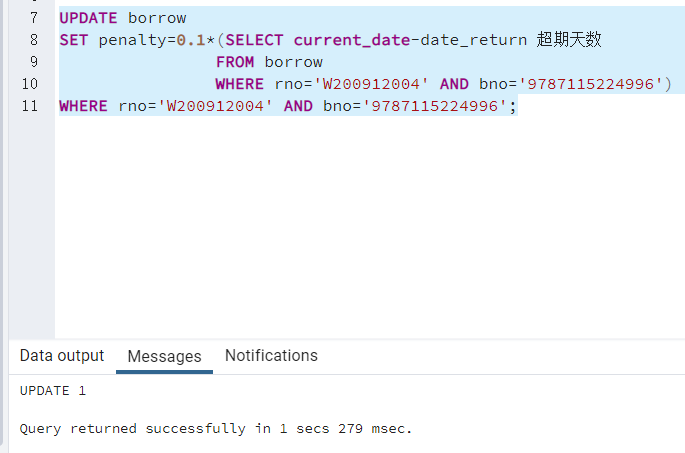 7 UPDATE borrow
8 SET penalty=0.1*(SELECT current_date-date_return 超期天数
9 FROM borrow
10 WHERE rno='W200912004' AND bno='9787115224996')
11 WHERE rno='W200912004' AND bno='9787115224996';
Data output Messages Notifications
UPDATE 1
Query returned successfully in 1 secs 279 msec.